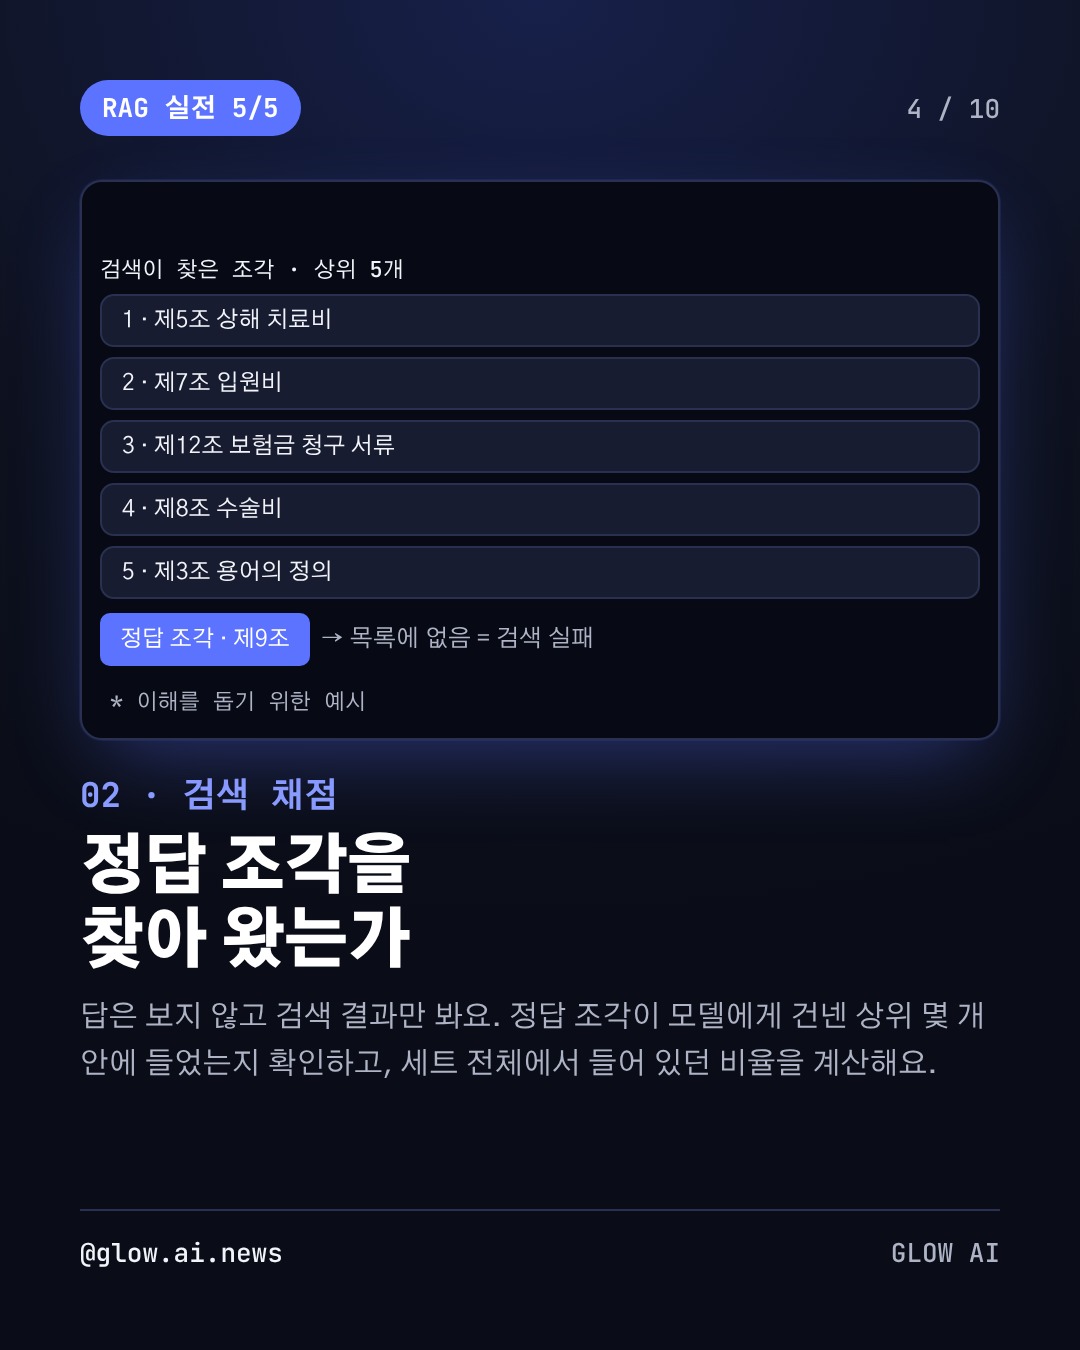 RAG 실전 5/5
4 / 10
검색이 찾은 조각 · 상위 5개
1 · 제5조 상해 치료비
2 · 제7조 입원비
3 · 제12조 보험금 청구 서류
4 · 제8조 수술비
5 · 제3조 용어의 정의
정답 조각 · 제9조 → 목록에 없음 = 검색 실패
* 이해를 돕기 위한 예시
02 · 검색 채점
정답 조각을
찾아 왔는가
답은 보지 않고 검색 결과만 봐요. 정답 조각이 모델에게 건넨 상위 몇 개
안에 들었는지 확인하고, 세트 전체에서 들어 있던 비율을 계산해요.
@glow.ai.news
GLOW AI